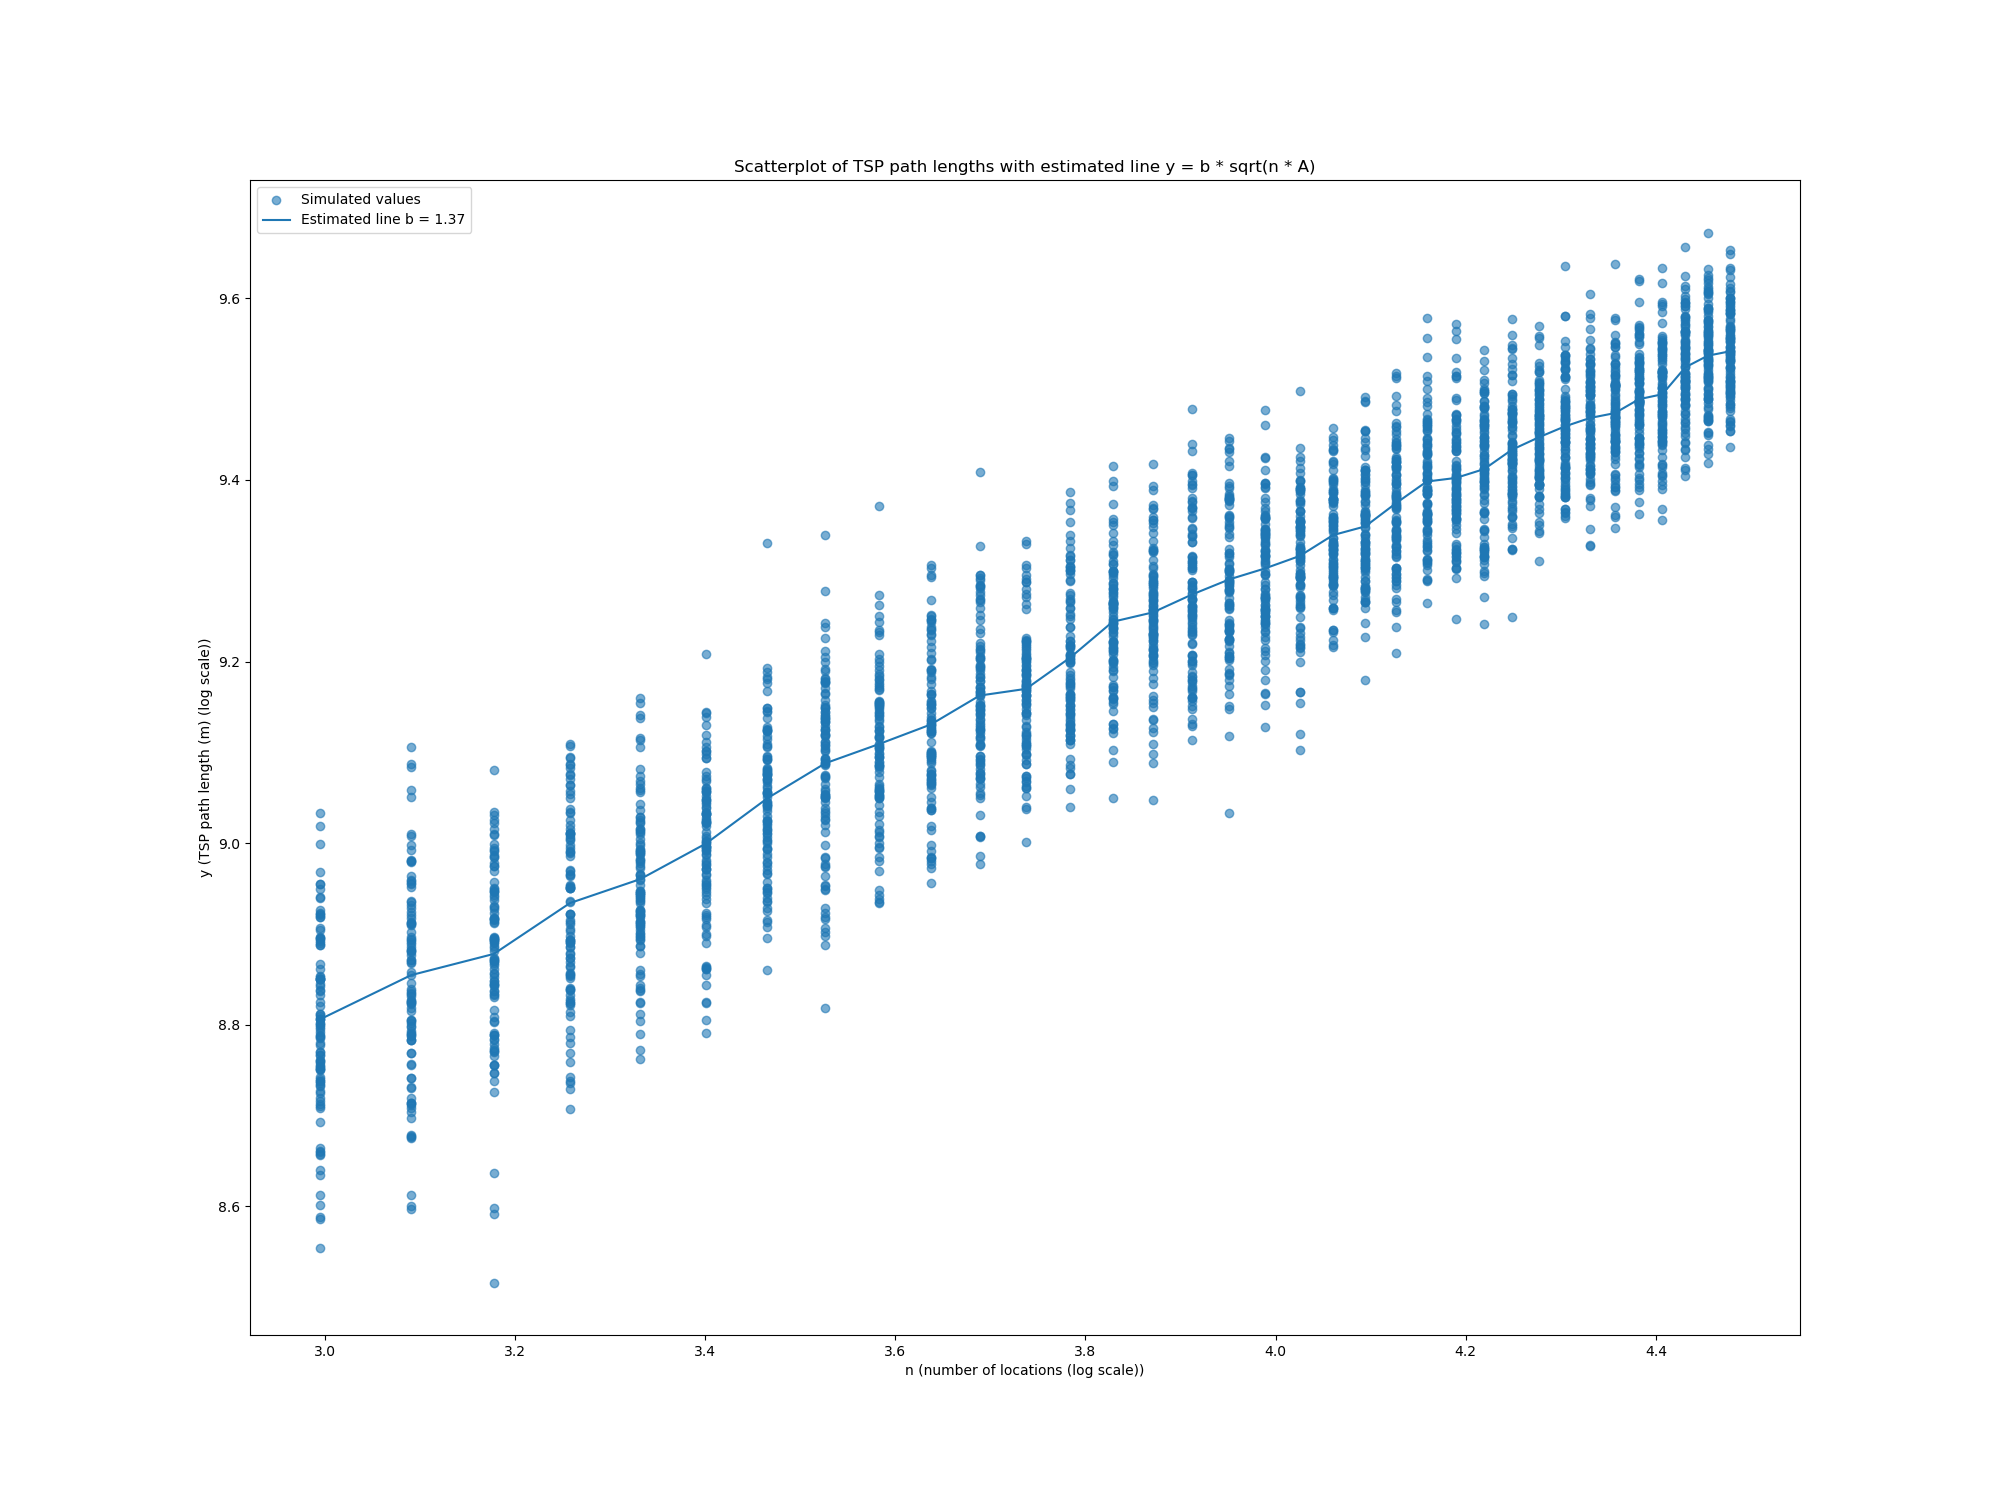 Scatterplot of TSP path lengths with estimated line y = b * sqrt(n * A)
Simulated values
Estimated line b = 1.37
y (TSP path length (m) (log scale))
9.6
9.4
9.2
9.0
8.8
8.6
3.0 3.2 3.4 3.6 3.8 4.0 4.2 4.4
n (number of locations (log scale))